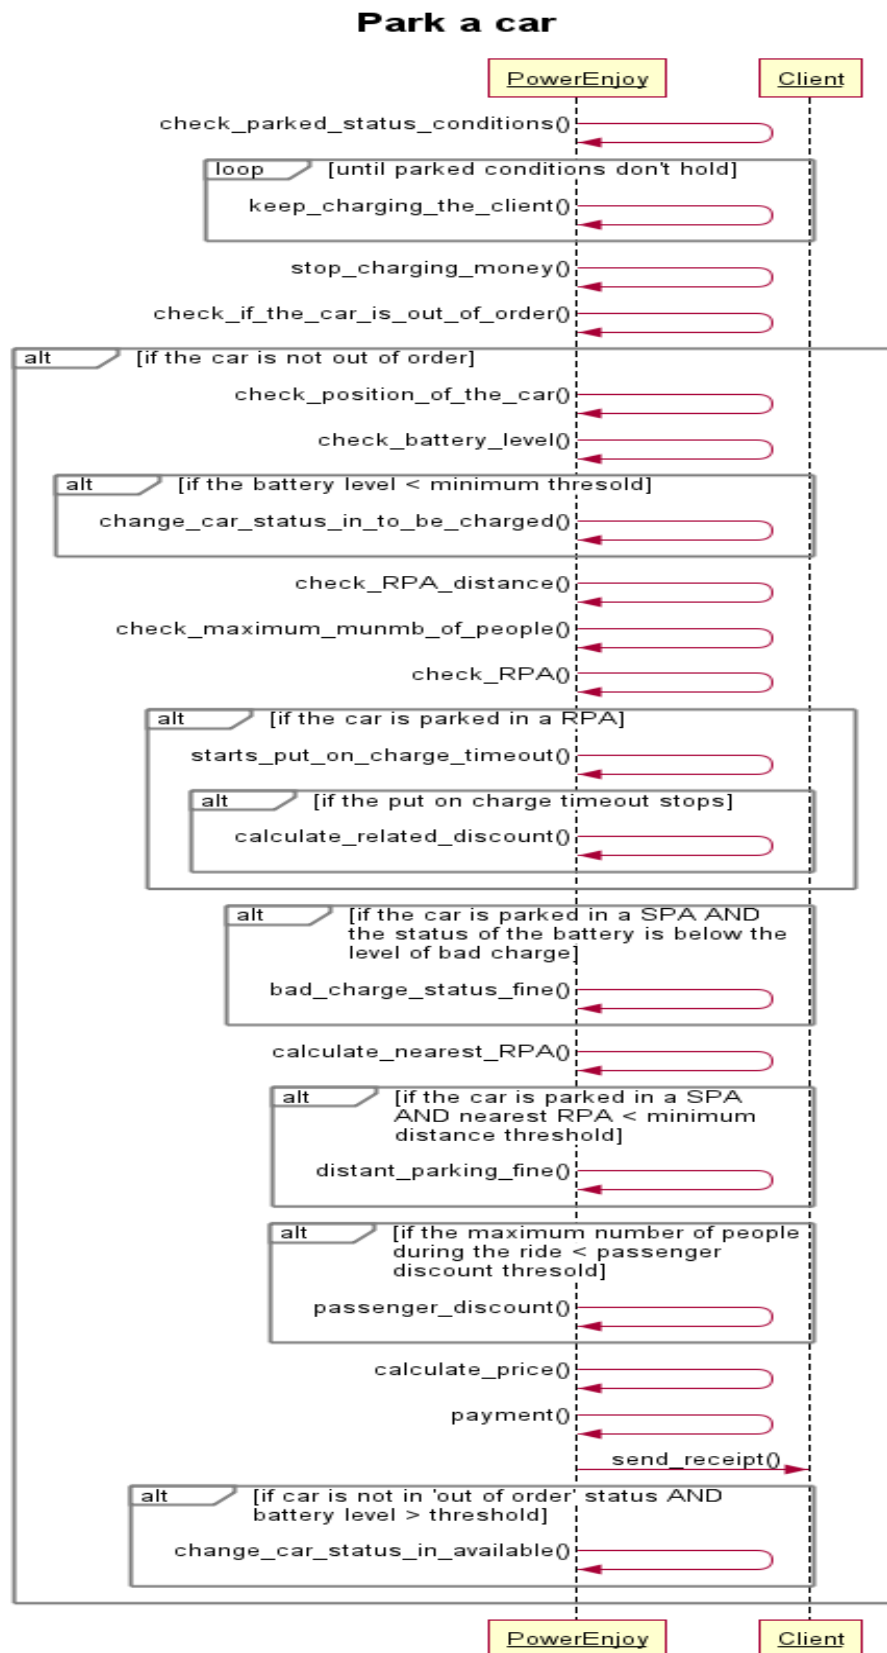 Park a car
PowerEnjoy
Client
check_parked_status_conditions()
loop
[until parked conditions don't hold]
keep_charging_the_client()
stop_charging_money()
check_if_the_car_is_out_of_order()
alt
[if the car is not out of order]
check_position_of_the_car()
check_battery_level()
alt
[if the battery level < minimum thresold]
change_car_status_in_to_be_charged()
check_RPA_distance()
check_maximum_munmb_of_people()
check_RPA()
alt
[if the car is parked in a RPA]
starts_put_on_charge_timeout()
alt
[if the put on charge timeout stops]
calculate_related_discount()
alt
[if the car is parked in a SPA AND
the status of the battery is below the
level of bad charge]
bad_charge_status_fine()
calculate_nearest_RPA()
alt
[if the car is parked in a SPA
AND nearest RPA < minimum
distance threshold]
distant_parking_fine()
alt
[if the maximum number of people
during the ride < passenger
discount thresold]
passenger_discount()
calculate_price()
payment()
send_receipt()
alt
[if car is not in 'out of order' status AND
battery level > threshold]
change_car_status_in_available()
PowerEnjoy
Client